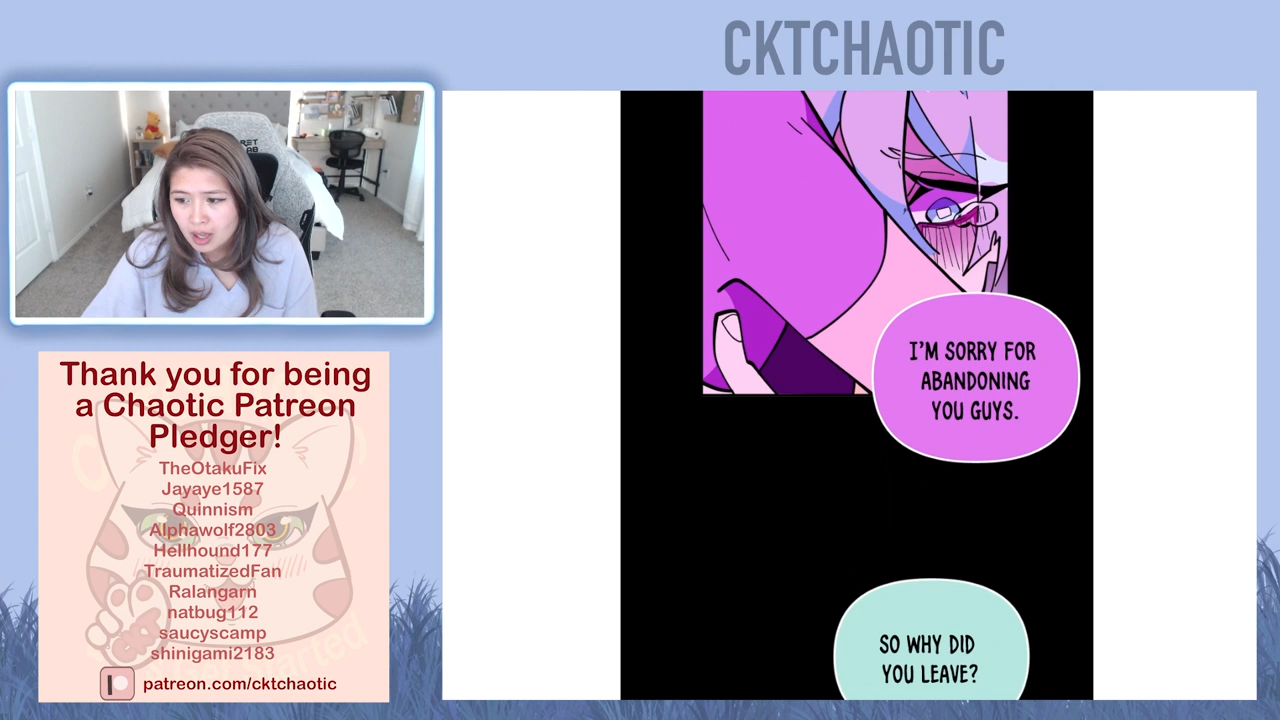 CKTCHAOTIC
Thank you for being
a Chaotic Patreon
Pledger!
TheOtakuFix
Jayaye1587
Quinnism
Alphawolf2803
Hellhound177
TraumatizedFan
Ralangarn
natbug112
saucyscamp
shinigami2183
patreon.com/cktchaotic
I'M SORRY FOR
ABANDONING
YOU GUYS.
SO WHY DID
YOU LEAVE?